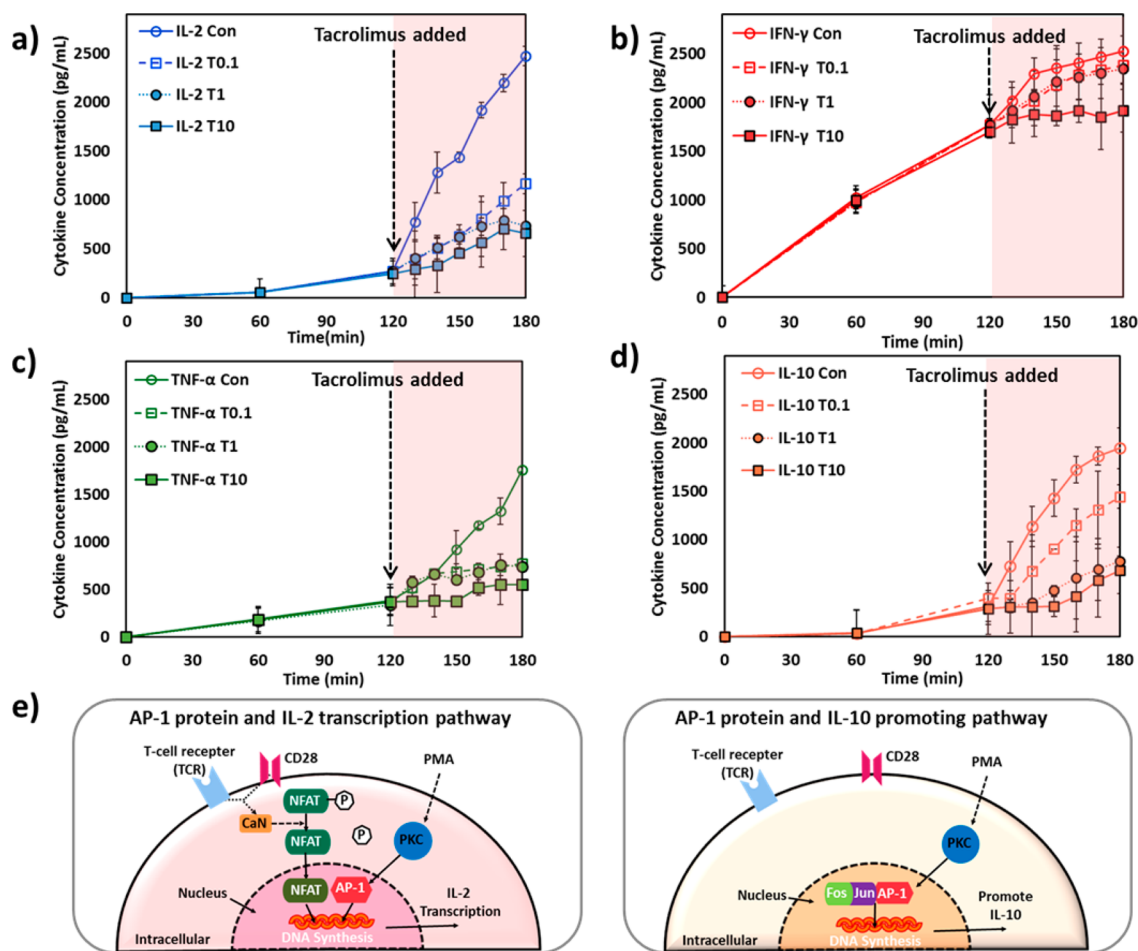 a)
IL-2 Con
IL-2 T0.1
IL-2 T1
IL-2 T10
Tacrolimus added
Cytokine Concentration (pg/mL)
2500
2000
1500
1000
500
0
0 30 60 90 120 150 180
Time(min)
b)
IFN-γ Con
IFN-γ T0.1
IFN-γ T1
IFN-γ T10
Tacrolimus added
Cytokine Concentration (pg/mL)
2500
2000
1500
1000
500
0
0 30 60 90 120 150 180
Time (min)
c)
TNF-α Con
TNF-α T0.1
TNF-α T1
TNF-α T10
Tacrolimus added
Cytokine Concentration (pg/mL)
2500
2000
1500
1000
500
0
0 30 60 90 120 150 180
Time (min)
d)
IL-10 Con
IL-10 T0.1
IL-10 T1
IL-10 T10
Tacrolimus added
Cytokine Concentration (pg/mL)
2500
2000
1500
1000
500
0
0 30 60 90 120 150 180
Time (min)
e)
AP-1 protein and IL-2 transcription pathway
T-cell recepter
(TCR)
CD28
PMA
NFAT
P
CaN
NFAT
P
PKC
NFAT
AP-1
Nucleus
IL-2
Transcription
DNA Synthesis
Intracellular
AP-1 protein and IL-10 promoting pathway
T-cell recepter
(TCR)
CD28
PMA
PKC
Nucleus
Fos
Jun
AP-1
Promote
IL-10
DNA Synthesis
Intracellular